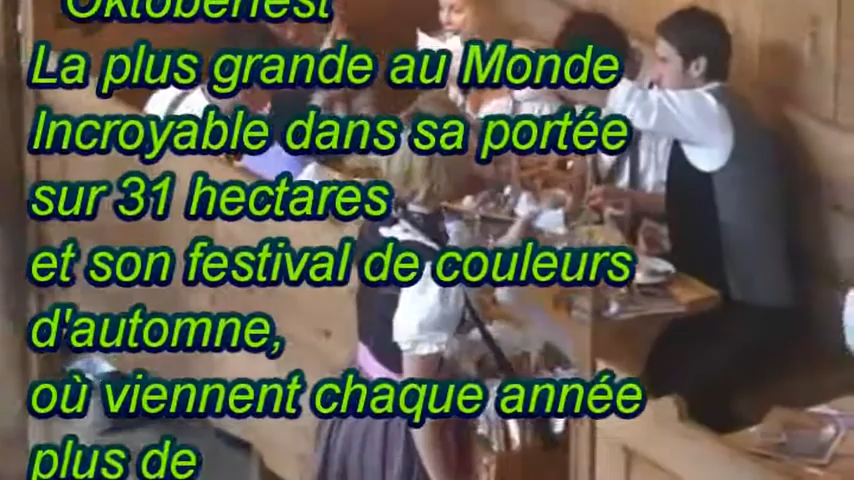 Oktoberfest
La plus grande au Monde
Incroyable dans sa portée
sur 31 hectares
et son festival de couleurs
d'automne,
où viennent chaque année
plus de